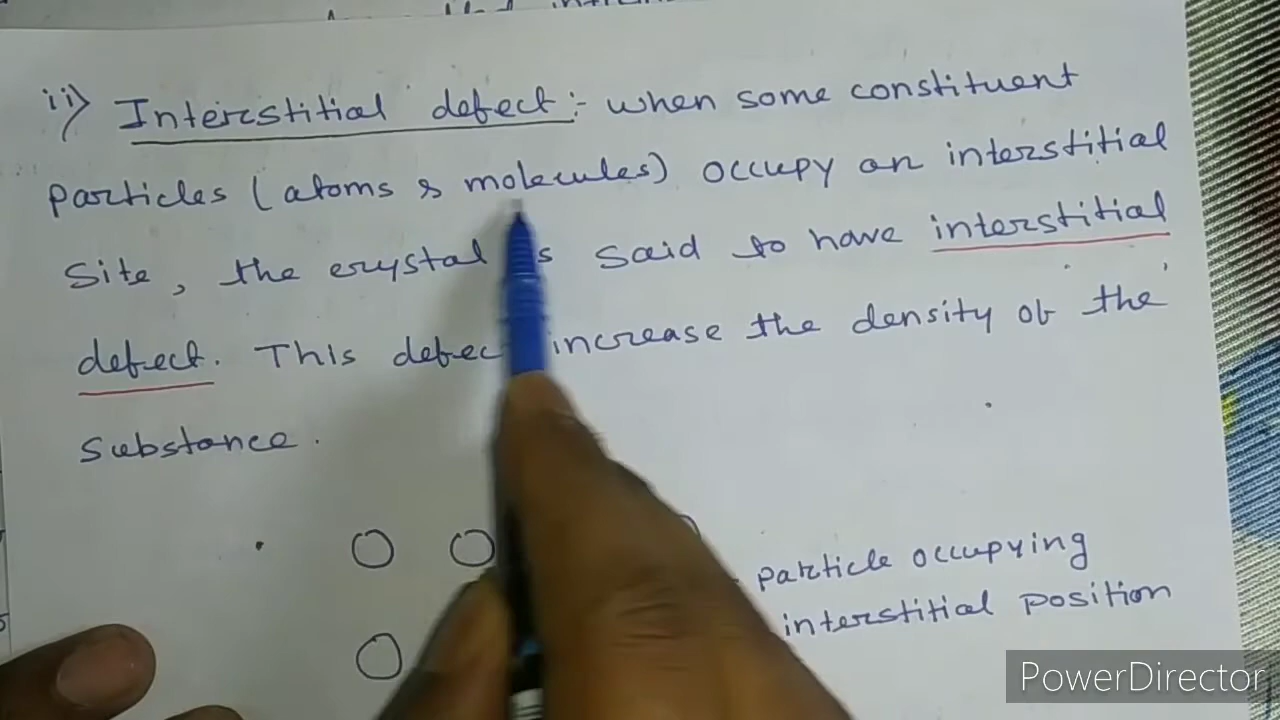 ii) Interstitial defect :- when some constituent
particles (atoms & molecules) occupy an interstitial
site, the crystal is said to have interstitial
defect. This defect increase the density of the
substance.
particle occupying
interstitial position
PowerDirector